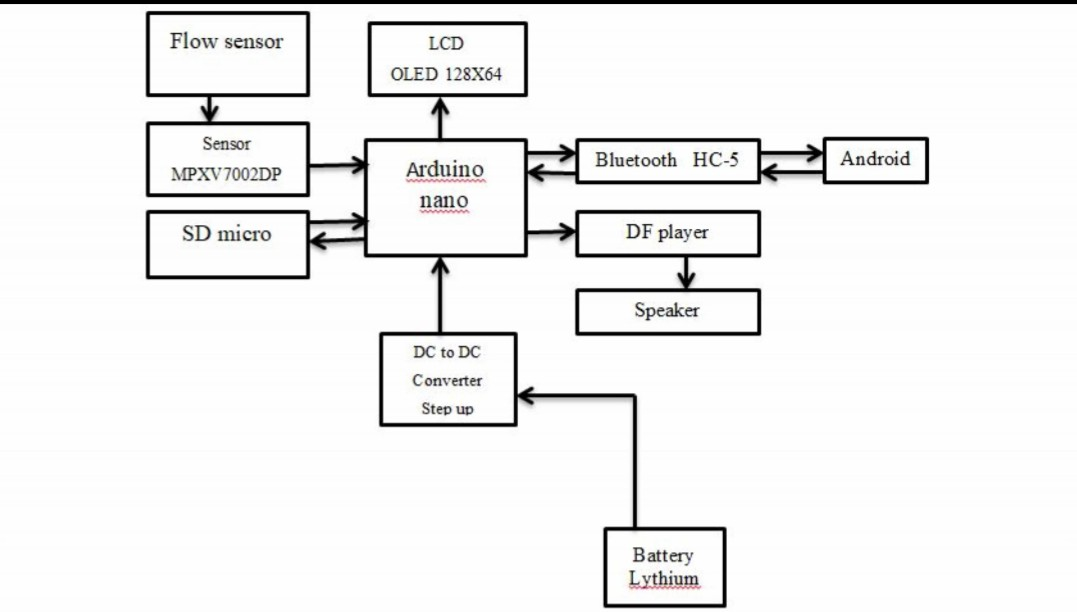 Flow sensor
LCD
OLED 128X64
Sensor
MPXV7002DP
Arduino
nano
Bluetooth HC-5
Android
SD micro
DF player
Speaker
DC to DC
Converter
Step up
Battery
Lythium